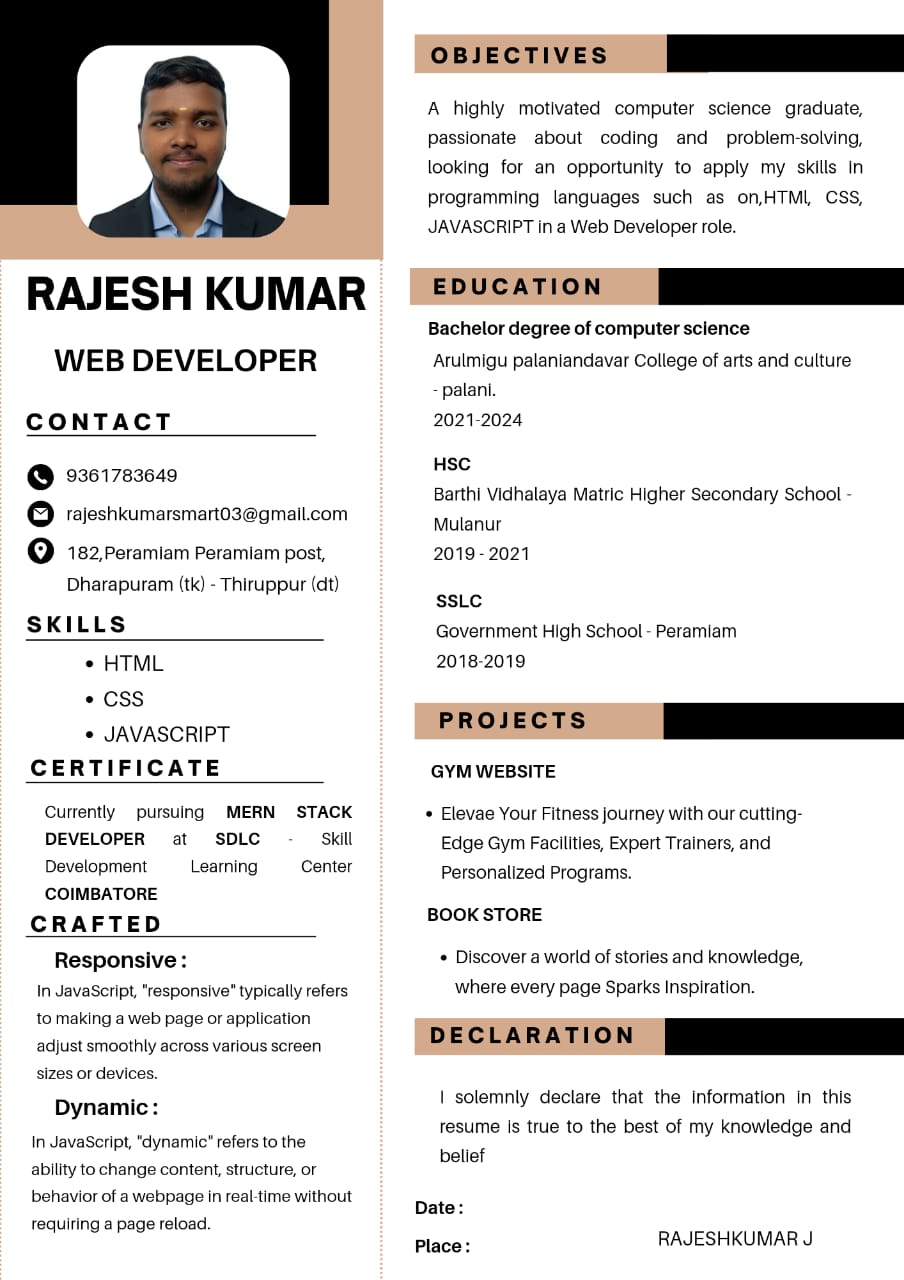 RAJESH KUMAR
WEB DEVELOPER
CONTACT
9361783649
rajeshkumarsmart03@gmail.com
182,Peramiam Peramiam post,
Dharapuram (tk) - Thiruppur (dt)
SKILLS
• HTML
• CSS
• JAVASCRIPT
CERTIFICATE
Currently pursuing MERN STACK
DEVELOPER at SDLC - Skill
Development Learning Center
COIMBATORE
CRAFTED
Responsive :
In JavaScript, "responsive" typically refers
to making a web page or application
adjust smoothly across various screen
sizes or devices.
Dynamic :
In JavaScript, "dynamic" refers to the
ability to change content, structure, or
behavior of a webpage in real-time without
requiring a page reload.
OBJECTIVES
A highly motivated computer science graduate,
passionate about coding and problem-solving,
looking for an opportunity to apply my skills in
programming languages such as on,HTMl, CSS,
JAVASCRIPT in a Web Developer role.
EDUCATION
Bachelor degree of computer science
Arulmigu palaniandavar College of arts and culture
- palani.
2021-2024
HSC
Barthi Vidhalaya Matric Higher Secondary School -
Mulanur
2019 - 2021
SSLC
Government High School - Peramiam
2018-2019
PROJECTS
GYM WEBSITE
• Elevae Your Fitness journey with our cutting-
Edge Gym Facilities, Expert Trainers, and
Personalized Programs.
BOOK STORE
• Discover a world of stories and knowledge,
where every page Sparks Inspiration.
DECLARATION
I solemnly declare that the information in this
resume is true to the best of my knowledge and
belief
Date :
Place :
RAJESHKUMAR J